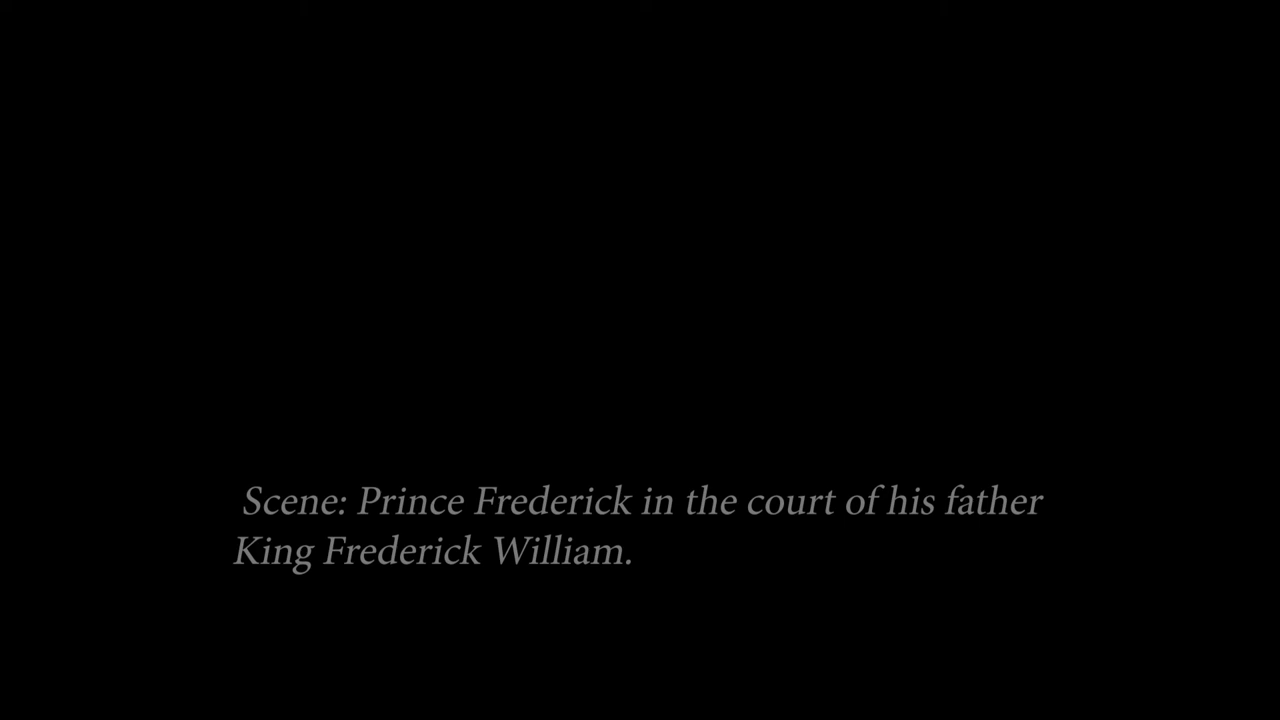 Scene: Prince Frederick in the court of his father
King Frederick William.